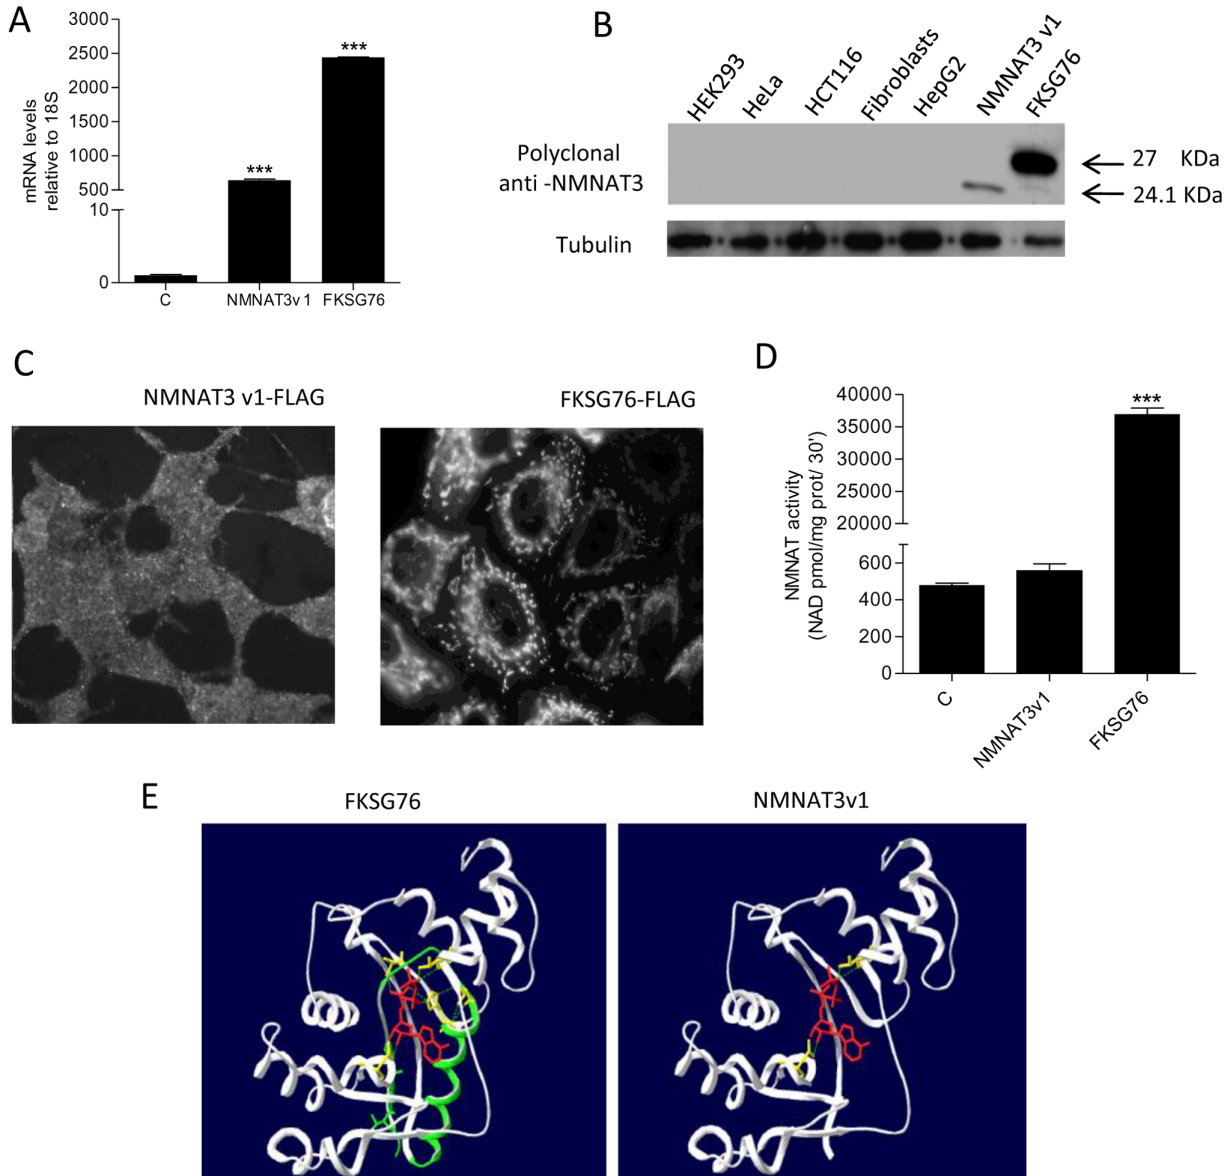 A
3000
2500
2000
1500
1000
500
10
0
mRNA levels
relative to 18S
***
***
C
NMNAT3v 1
FKSG76
B
HEK293
HeLa
HCT116
Fibroblasts
HepG2
NMNAT3 v1
FKSG76
Polyclonal
anti -NMNAT3
27 KDa
24.1 KDa
Tubulin
C
NMNAT3 v1-FLAG
FKSG76-FLAG
D
40000
35000
30000
25000
20000
600
400
200
0
NMNAT activity
(NAD pmol/mg prot/ 30')
***
C
NMNAT3v1
FKSG76
E
FKSG76
NMNAT3v1